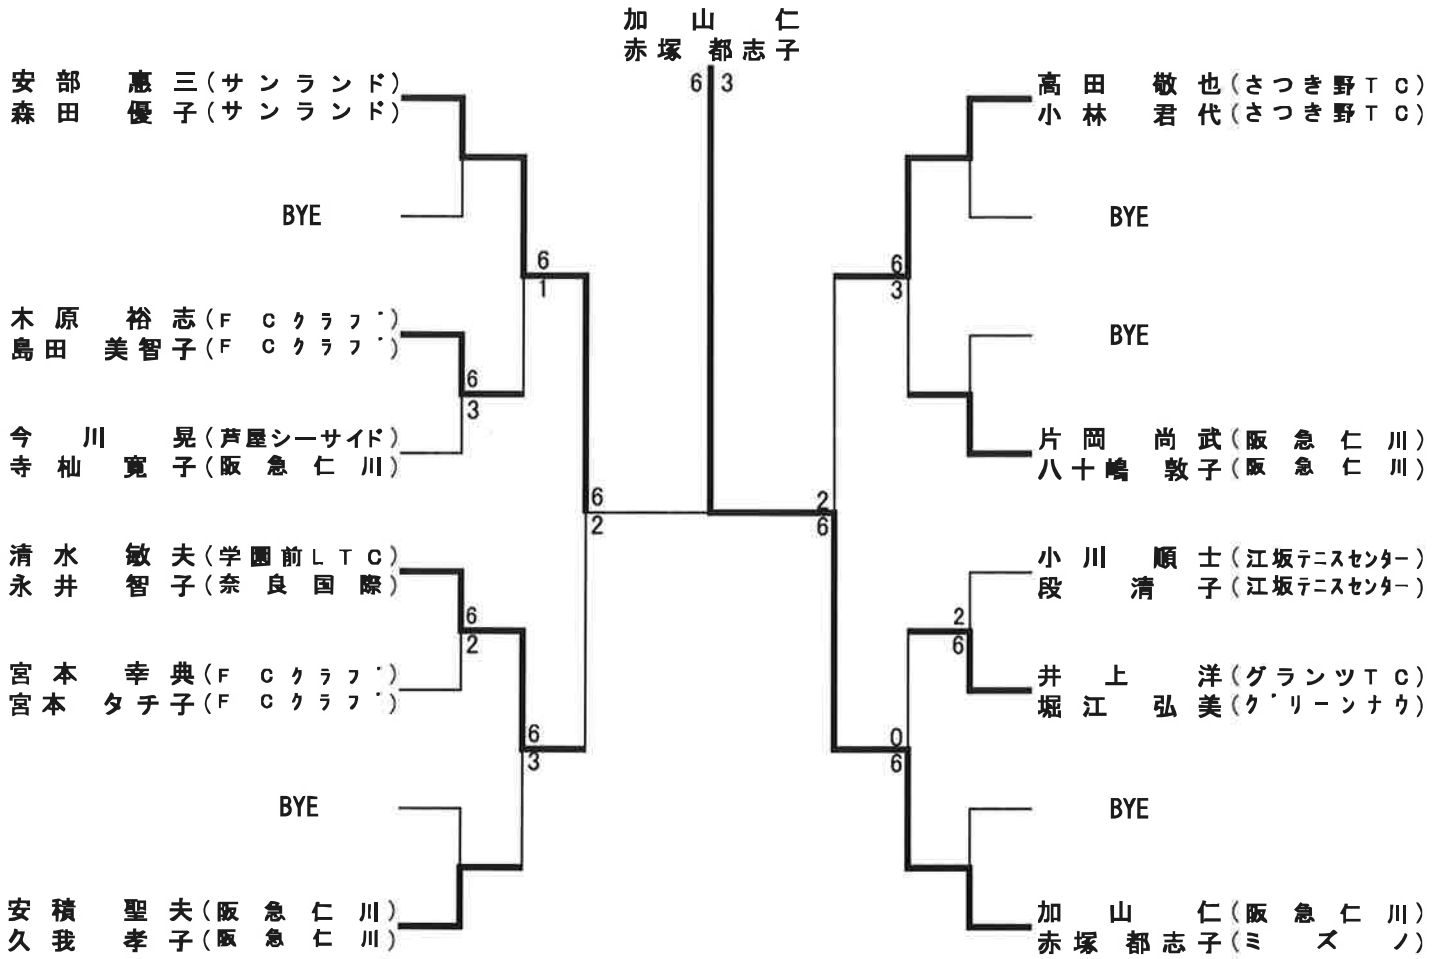 加山仁
赤塚都志子
6 3
安部惠三(サンランド)
森田優子(サンランド)
BYE
6
1
木原裕志(FCクラブ)
島田美智子(FCクラブ)
6
3
今川晃(芦屋シーサイド)
寺杣寛子(阪急仁川)
6
2
清水敏夫(学園前LTC)
永井智子(奈良国際)
6
2
宮本幸典(FCクラブ)
宮本タチ子(FCクラブ)
6
3
BYE
安積聖夫(阪急仁川)
久我孝子(阪急仁川)
高田敬也(さつき野TC)
小林君代(さつき野TC)
BYE
6
3
BYE
片岡尚武(阪急仁川)
八十嶋敦子(阪急仁川)
2
6
小川順士(江坂テニスセンター)
段清子(江坂テニスセンター)
2
6
井上洋(グランツTC)
堀江弘美(グリーンナウ)
0
6
BYE
加山仁(阪急仁川)
赤塚都志子(ミズノ)